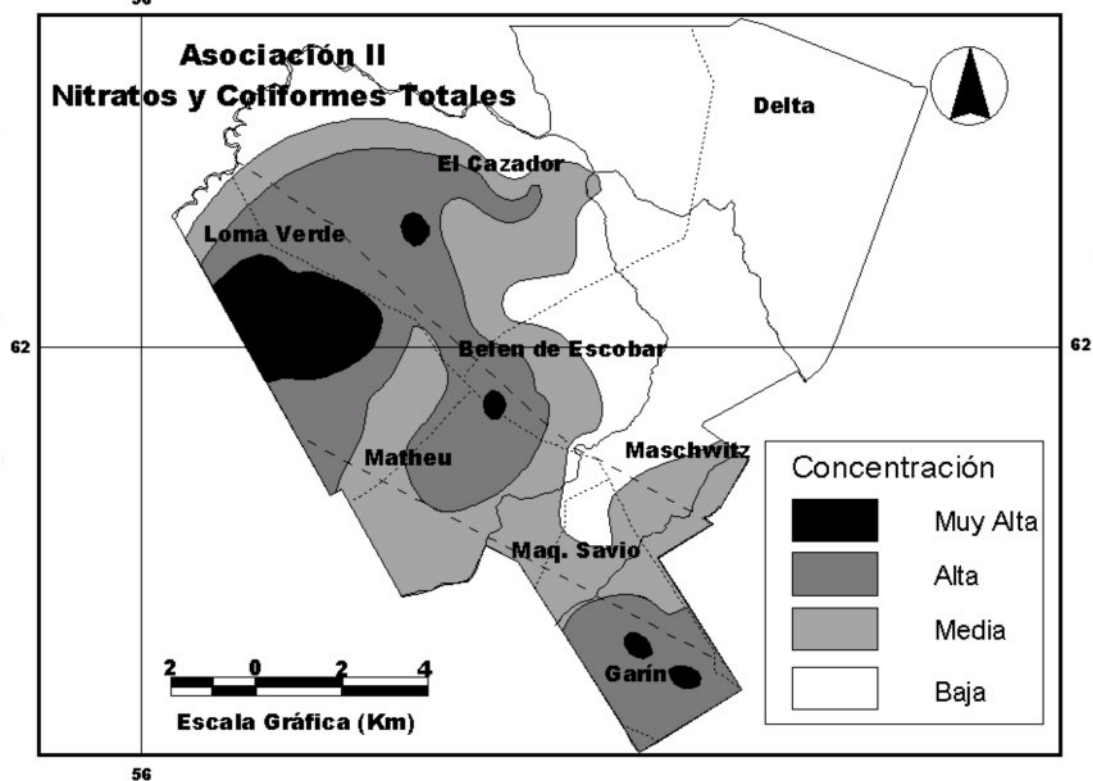 Asociación II
Nitratos y Coliformes Totales
Delta
El Cazador
Loma Verde
62
62
Belen de Escobar
Matheu
Maschwitz
Maq. Savio
Garín
Concentración
Muy Alta
Alta
Media
Baja
2 0 2 4
Escala Gráfica (Km)
56